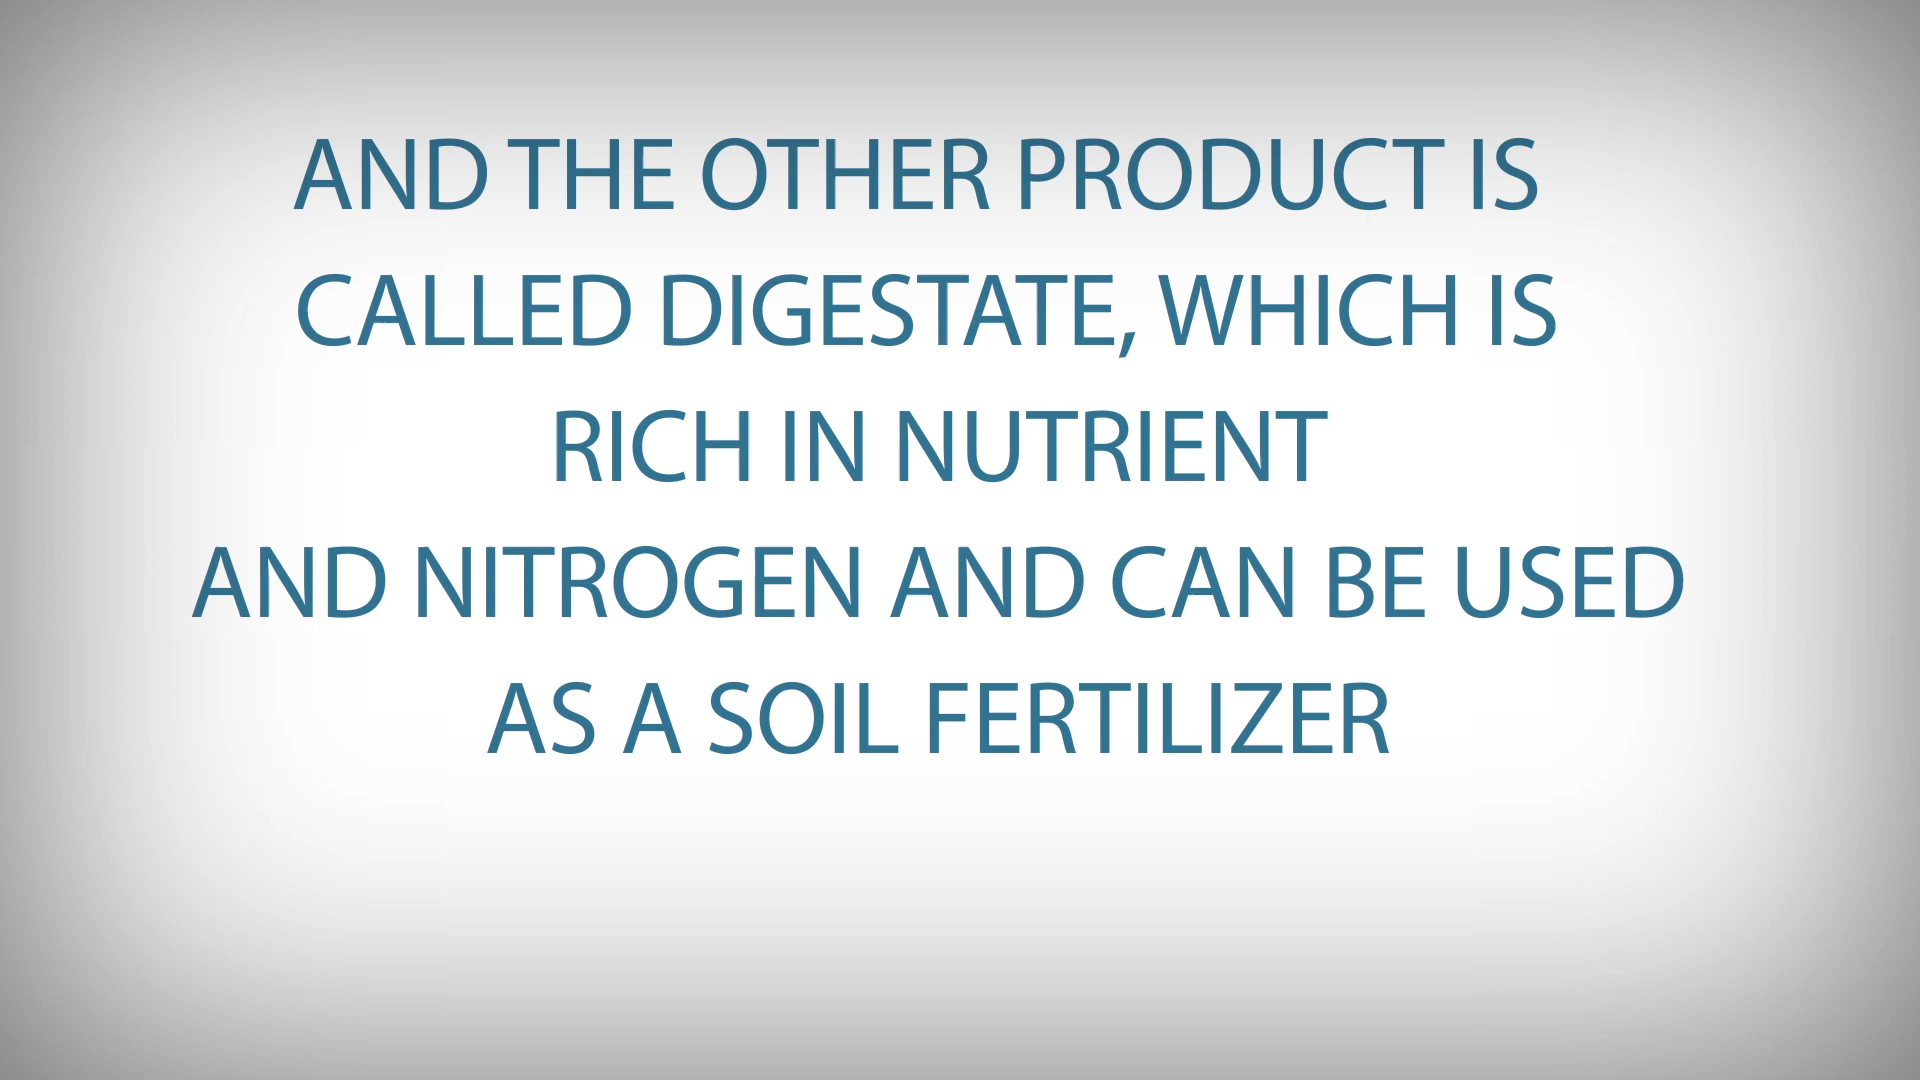 AND THE OTHER PRODUCT IS
CALLED DIGESTATE, WHICH IS
RICH IN NUTRIENT
AND NITROGEN AND CAN BE USED
AS A SOIL FERTILIZER